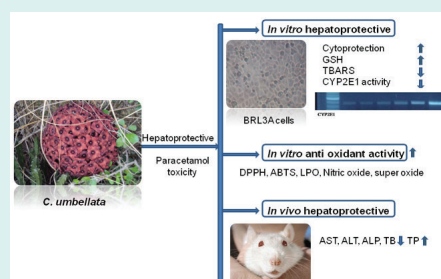 In vitro hepatoprotective
Cytoprotection
GSH
TBARS
CYP2E1 activity
CYP2E1
BRL3A cells
Hepatoprotective
Paracetamol
toxicity
In vitro anti oxidant activity
DPPH, ABTS, LPO, Nitric oxide, super oxide
C. umbellata
In vivo hepatoprotective
AST, ALT, ALP, TB TP